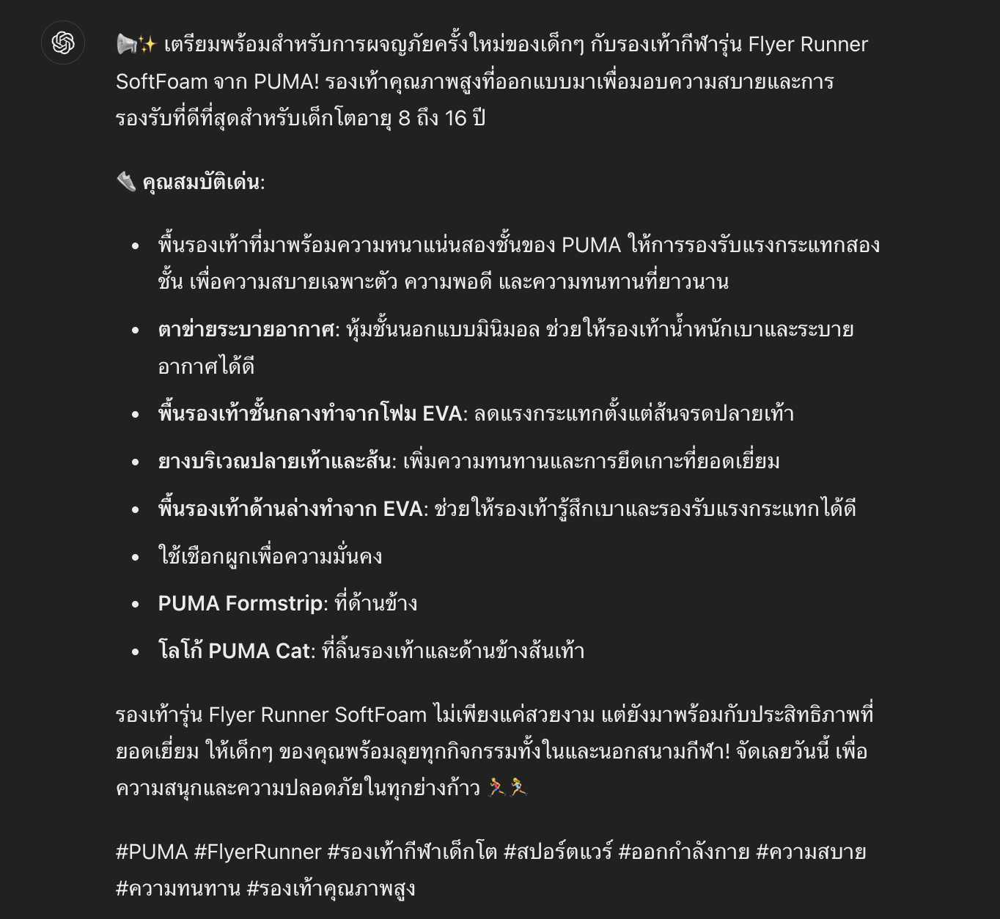 📢✨ เตรียมพร้อมสำหรับการผจญภัยครั้งใหม่ของเด็กๆ กับรองเท้ากีฬารุ่น Flyer Runner
SoftFoam จาก PUMA! รองเท้าคุณภาพสูงที่ออกแบบมาเพื่อมอบความสบายและการ
รองรับที่ดีที่สุดสำหรับเด็กโตอายุ 8 ถึง 16 ปี
👟 คุณสมบัติเด่น:
• พื้นรองเท้าที่มาพร้อมความหนาแน่นสองชั้นของ PUMA ให้การรองรับแรงกระแทกสอง
ชั้น เพื่อความสบายเฉพาะตัว ความพอดี และความทนทานที่ยาวนาน
• ตาข่ายระบายอากาศ: หุ้มชั้นนอกแบบมินิมอล ช่วยให้รองเท้าน้ำหนักเบาและระบาย
อากาศได้ดี
• พื้นรองเท้าชั้นกลางทำจากโฟม EVA: ลดแรงกระแทกตั้งแต่ส้นจรดปลายเท้า
• ยางบริเวณปลายเท้าและส้น: เพิ่มความทนทานและการยึดเกาะที่ยอดเยี่ยม
• พื้นรองเท้าด้านล่างทำจาก EVA: ช่วยให้รองเท้ารู้สึกเบาและรองรับแรงกระแทกได้ดี
• ใช้เชือกผูกเพื่อความมั่นคง
• PUMA Formstrip: ที่ด้านข้าง
• โลโก้ PUMA Cat: ที่ลิ้นรองเท้าและด้านข้างส้นเท้า
รองเท้ารุ่น Flyer Runner SoftFoam ไม่เพียงแค่สวยงาม แต่ยังมาพร้อมกับประสิทธิภาพที่
ยอดเยี่ยม ให้เด็กๆ ของคุณพร้อมลุยทุกกิจกรรมทั้งในและนอกสนามกีฬา! จัดเลยวันนี้ เพื่อ
ความสนุกและความปลอดภัยในทุกย่างก้าว 🏃‍♂️🏃‍♀️
#PUMA #FlyerRunner #รองเท้ากีฬาเด็กโต #สปอร์ตแวร์ #ออกกำลังกาย #ความสบาย
#ความทนทาน #รองเท้าคุณภาพสูง